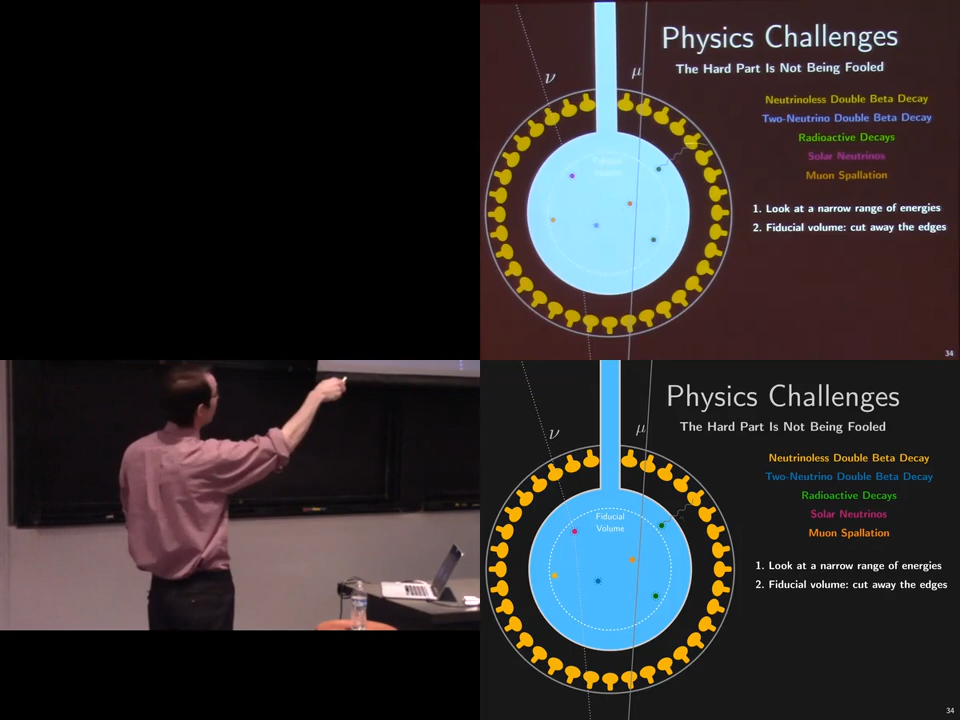 Physics Challenges
The Hard Part Is Not Being Fooled
ν
μ
Neutrinoless Double Beta Decay
Two-Neutrino Double Beta Decay
Radioactive Decays
Solar Neutrinos
Muon Spallation
1. Look at a narrow range of energies
2. Fiducial volume: cut away the edges
34
Physics Challenges
The Hard Part Is Not Being Fooled
ν
μ
Neutrinoless Double Beta Decay
Two-Neutrino Double Beta Decay
Radioactive Decays
Solar Neutrinos
Muon Spallation
Fiducial
Volume
1. Look at a narrow range of energies
2. Fiducial volume: cut away the edges
34